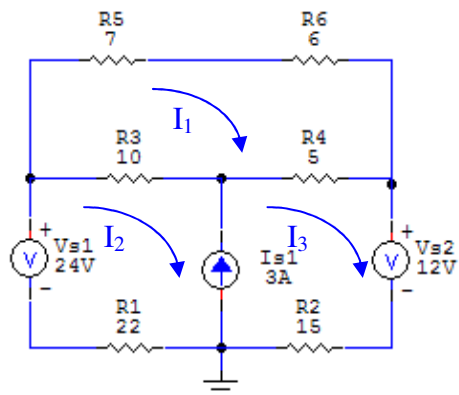 R5
7
R6
6
I1
R3
10
R4
5
I2
I3
+
Vs1
V
24V
−
Is1
3A
+
Vs2
V
12V
−
R1
22
R2
15